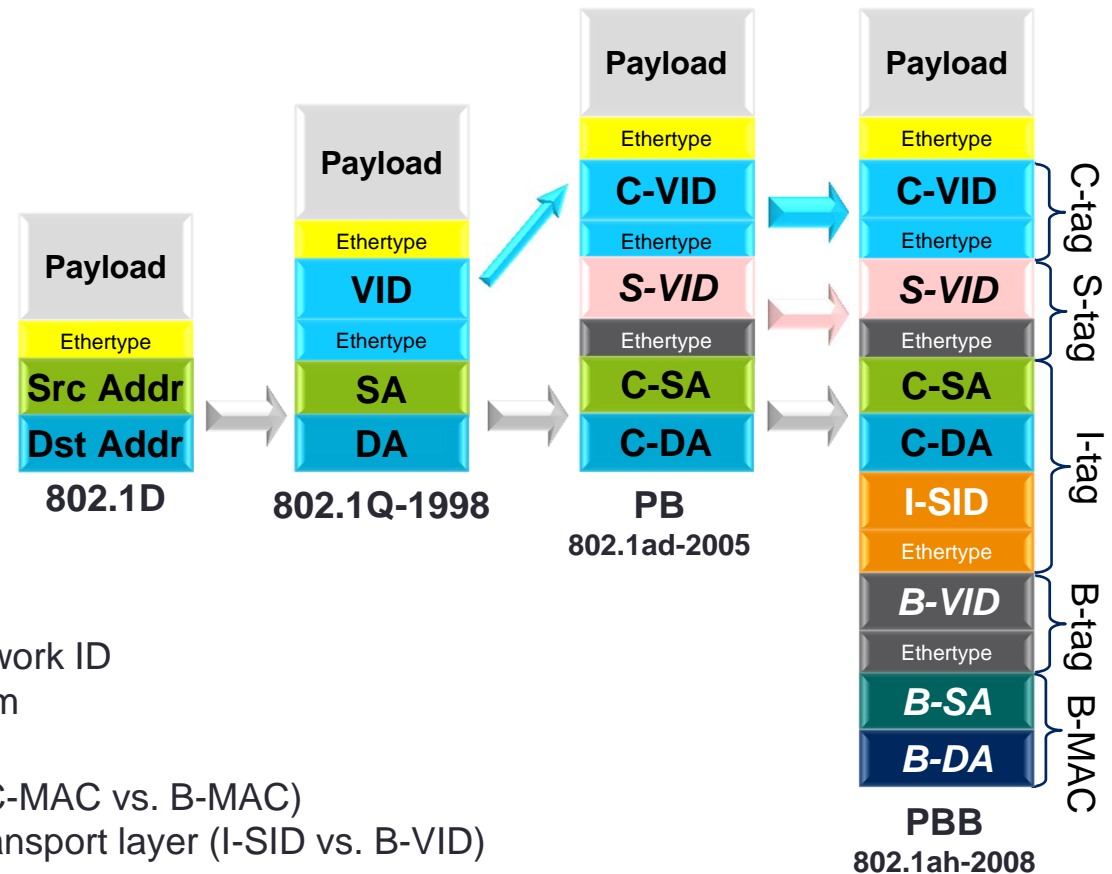 Payload
Ethertype
Src Addr
Dst Addr
802.1D
Payload
Ethertype
VID
Ethertype
SA
DA
802.1Q-1998
Payload
Ethertype
C-VID
Ethertype
S-VID
Ethertype
C-SA
C-DA
PB
802.1ad-2005
Payload
Ethertype
C-VID
Ethertype
S-VID
Ethertype
C-SA
C-DA
I-SID
Ethertype
B-VID
Ethertype
B-SA
B-DA
PBB
802.1ah-2008
C-tag
S-tag
I-tag
B-tag
B-MAC
work ID
m
C-MAC vs. B-MAC)
ansport layer (I-SID vs. B-VID)